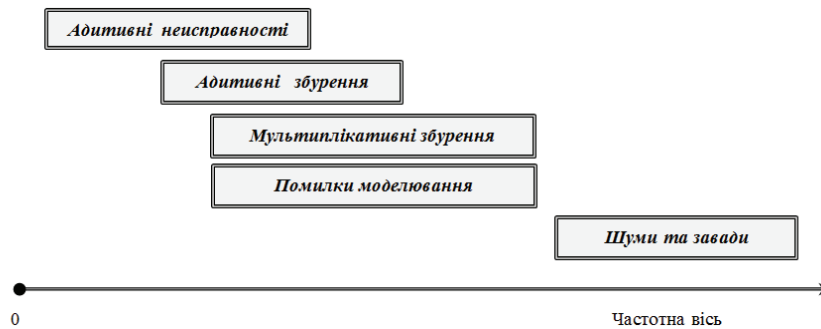 Адитивні неисправності
Адитивні збурення
Мультиплікативні збурення
Помилки моделювання
Шуми та завади
0
Частотна вісь